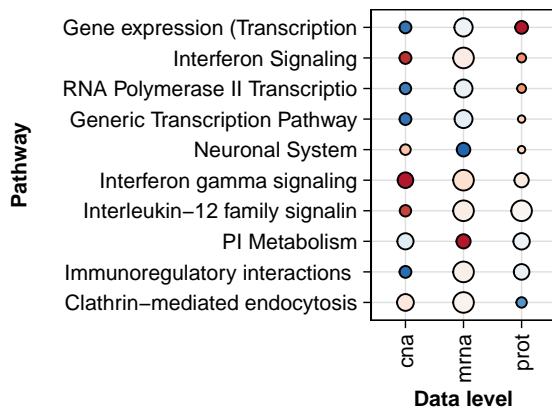 Pathway
Gene expression (Transcription
Interferon Signaling
RNA Polymerase II Transcriptio
Generic Transcription Pathway
Neuronal System
Interferon gamma signaling
Interleukin−12 family signalin
PI Metabolism
Immunoregulatory interactions
Clathrin−mediated endocytosis
cna
mrna
prot
Data level